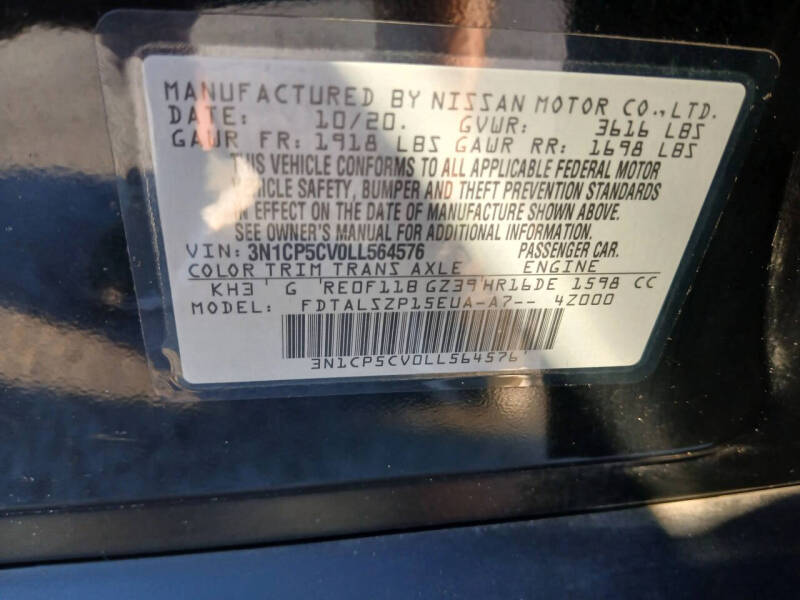 MANUFACTURED BY NISSAN MOTOR CO.,LTD.
DATE: 10/20. GVWR: 3616 LBS
GAWR FR: 1918 LBS GAWR RR: 1698 LBS
THIS VEHICLE CONFORMS TO ALL APPLICABLE FEDERAL MOTOR
VEHICLE SAFETY, BUMPER AND THEFT PREVENTION STANDARDS
IN EFFECT ON THE DATE OF MANUFACTURE SHOWN ABOVE.
SEE OWNER'S MANUAL FOR ADDITIONAL INFORMATION.
VIN: 3N1CP5CV0LL564576 PASSENGER CAR.
COLOR TRIM TRANS AXLE ENGINE
KH3' G 'RE0F11B GZ39'HR16DE 1598 CC
MODEL: FDTALSZP15EUA-A7-- 4Z000
3N1CP5CV0LL564576